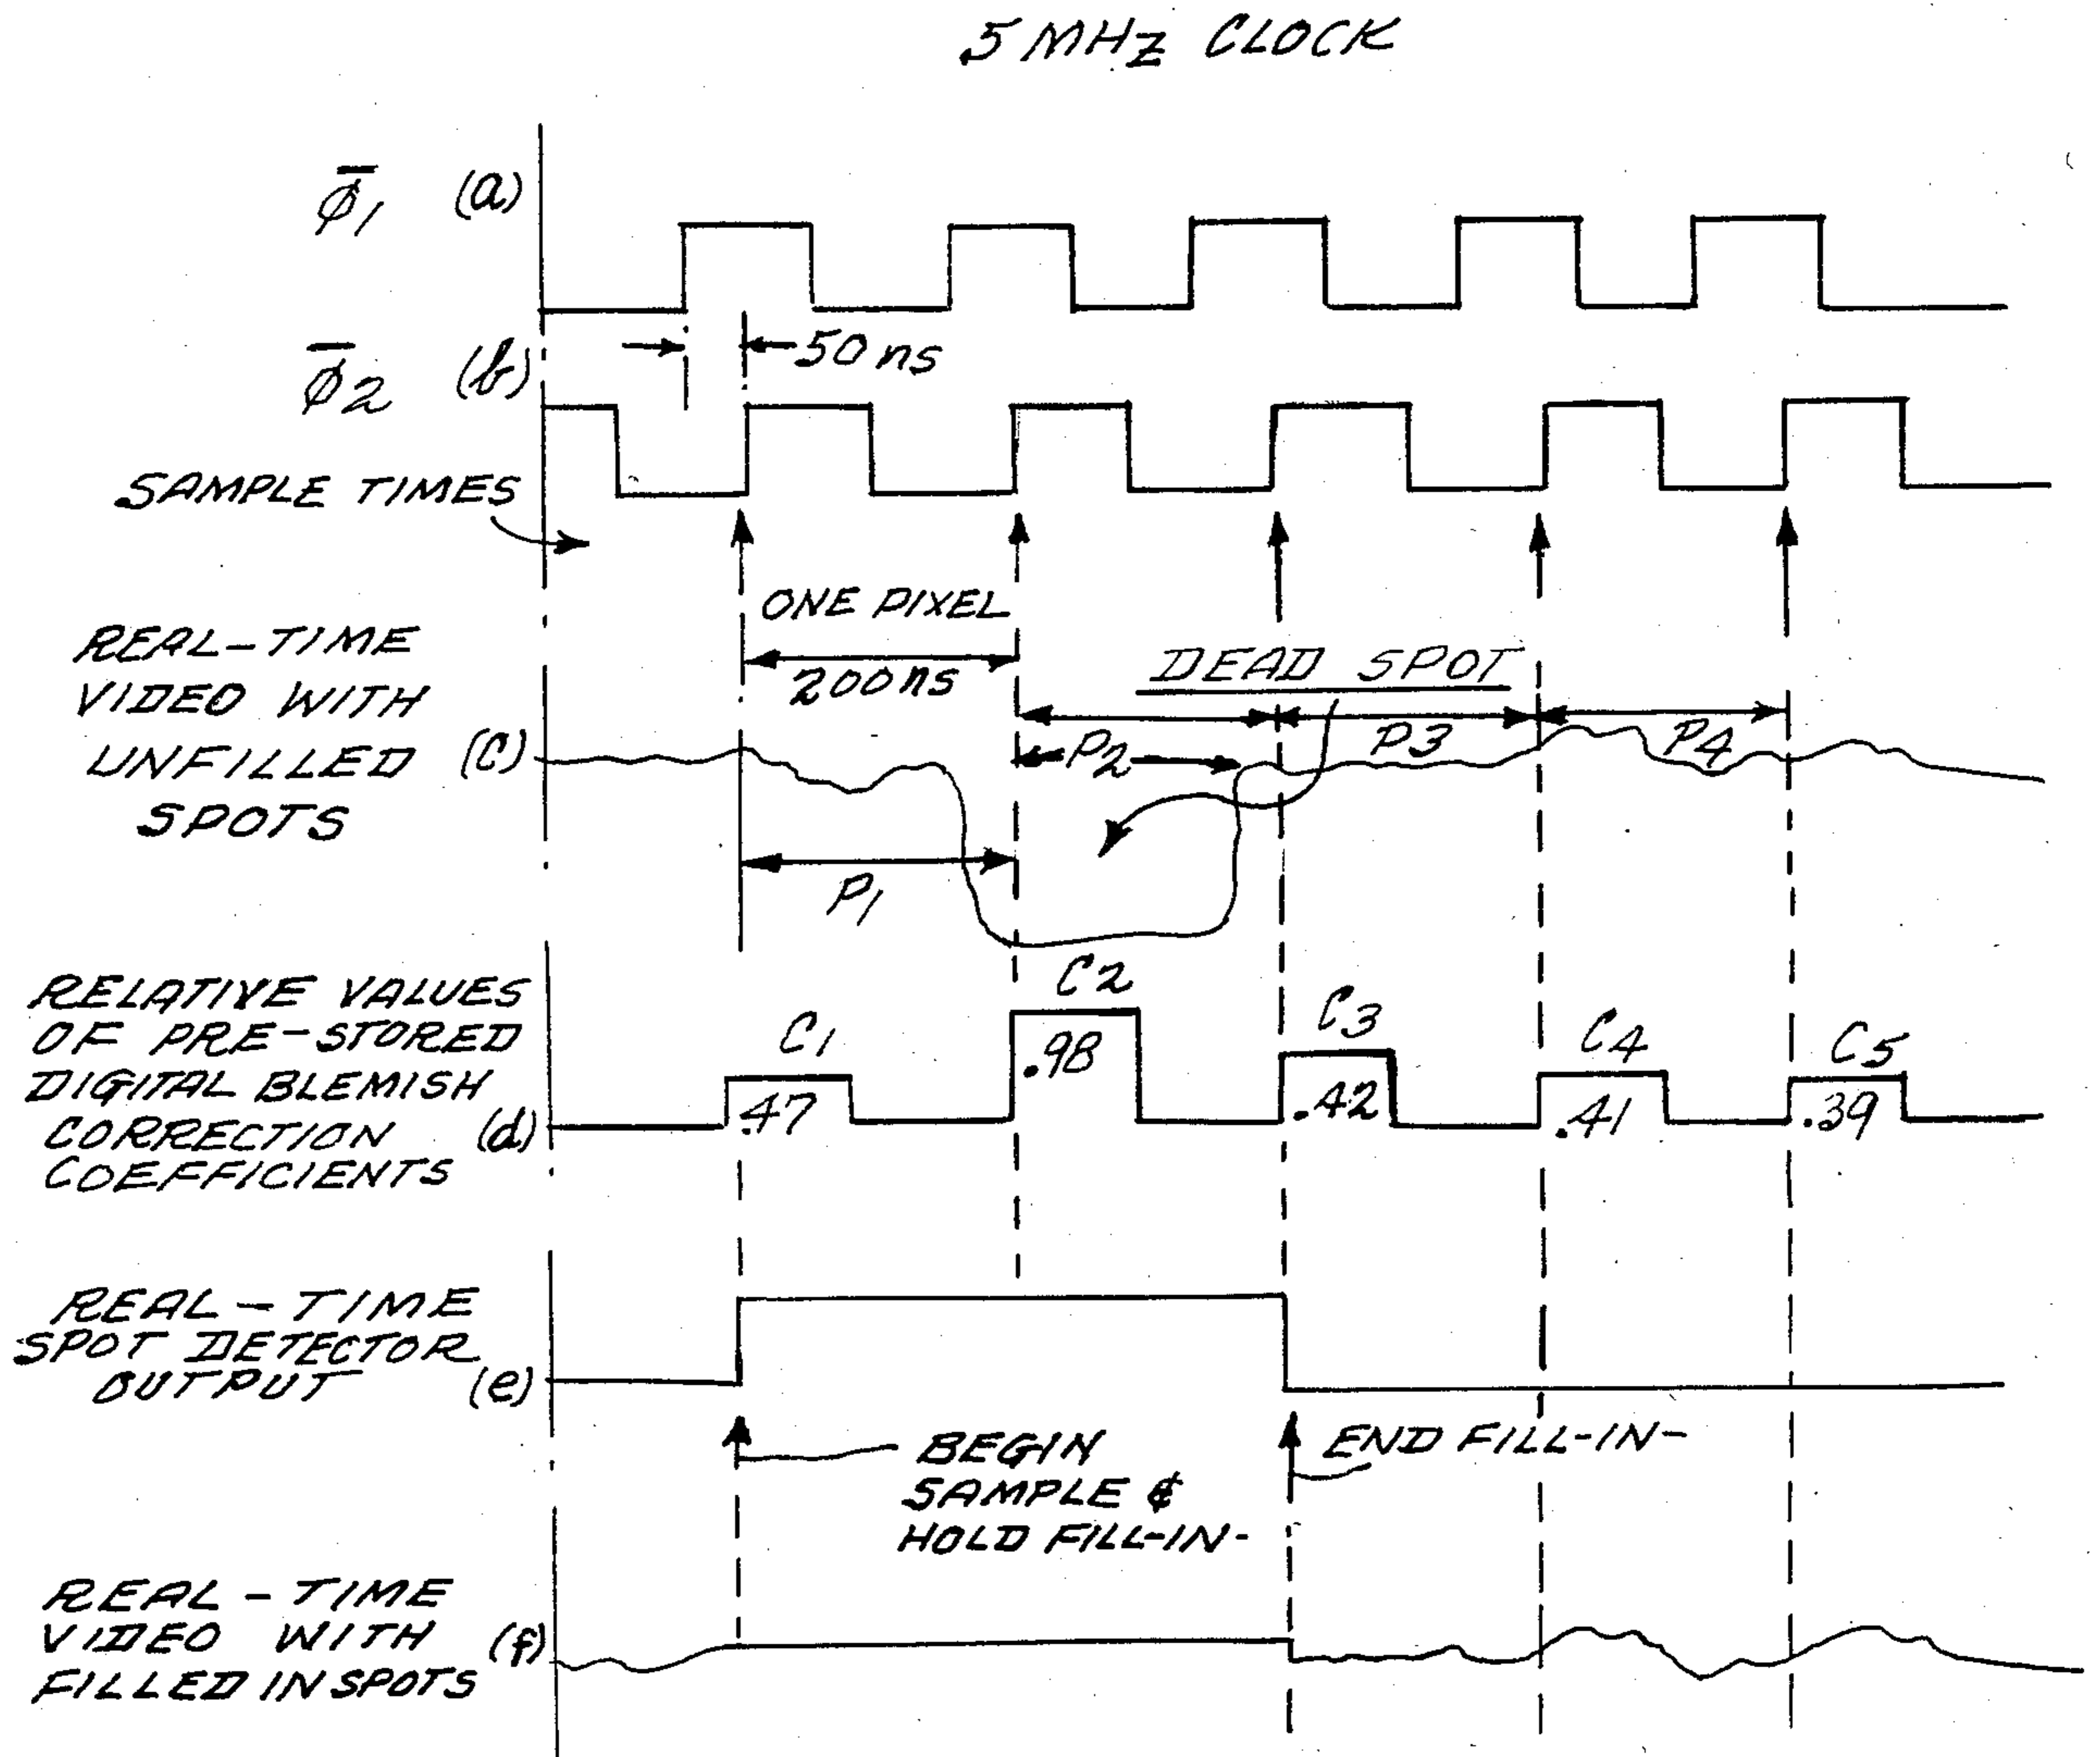 5 MHz CLOCK
ϕ̅1 (a)
50 ns
ϕ̅2 (b)
SAMPLE TIMES
ONE PIXEL
200ns
DEAD SPOT
REAL-TIME
VIDEO WITH
UNFILLED (c)
SPOTS
P2
P3
P4
P1
RELATIVE VALUES
OF PRE-STORED
DIGITAL BLEMISH
CORRECTION (d)
COEFFICIENTS
C1
.47
C2
.98
C3
.42
C4
.41
C5
.39
REAL-TIME
SPOT DETECTOR
OUTPUT (e)
BEGIN
SAMPLE &
HOLD FILL-IN-
END FILL-IN-
REAL-TIME
VIDEO WITH (f)
FILLED IN SPOTS